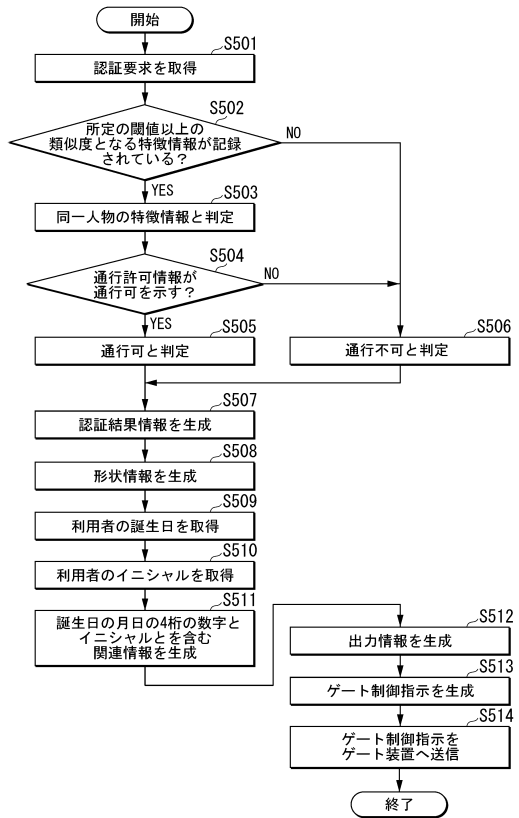 開始
S501
認証要求を取得
S502
所定の閾値以上の
類似度となる特徴情報が記録
されている？
NO
YES
S503
同一人物の特徴情報と判定
S504
通行許可情報が
通行可を示す？
NO
YES
S505
通行可と判定
S506
通行不可と判定
S507
認証結果情報を生成
S508
形状情報を生成
S509
利用者の誕生日を取得
S510
利用者のイニシャルを取得
S511
誕生日の月日の4桁の数字と
イニシャルとを含む
関連情報を生成
S512
出力情報を生成
S513
ゲート制御指示を生成
S514
ゲート制御指示を
ゲート装置へ送信
終了